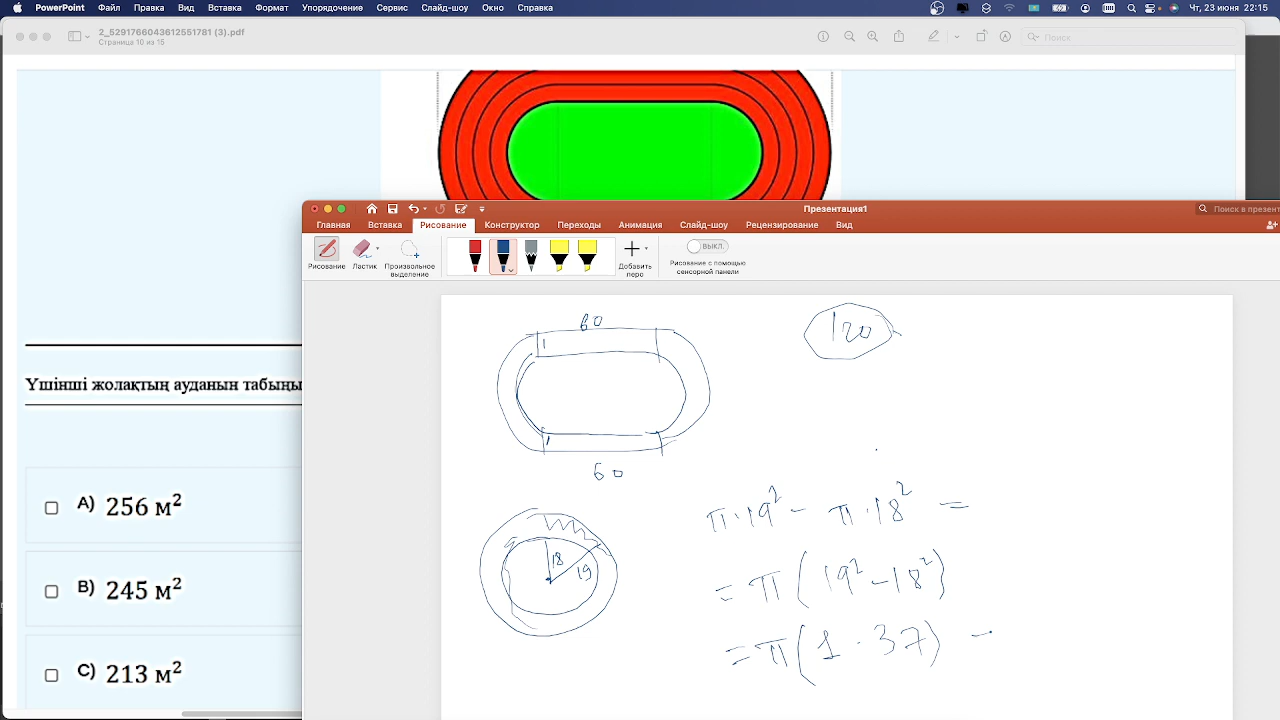 PowerPoint Файл Правка Вид Вставка Формат Упорядочение Сервис Слайд-шоу Окно Справка
Чт, 23 июня 22:15
2_5291766043612551781 (3).pdf
Страница 10 из 15
Поиск
Презентация1
Поиск в презент
Главная Вставка Рисование Конструктор Переходы Анимация Слайд-шоу Рецензирование Вид
ВЫКЛ.
Рисование Ластик Произвольное выделение
Добавить перо
Рисование с помощью сенсорной панели
60
120
60
18
19
π·19² - π·18² =
= π(19² - 18²)
= π(1 · 37)
Үшінші жолақтың ауданын табыңы
A) 256 м²
B) 245 м²
C) 213 м²